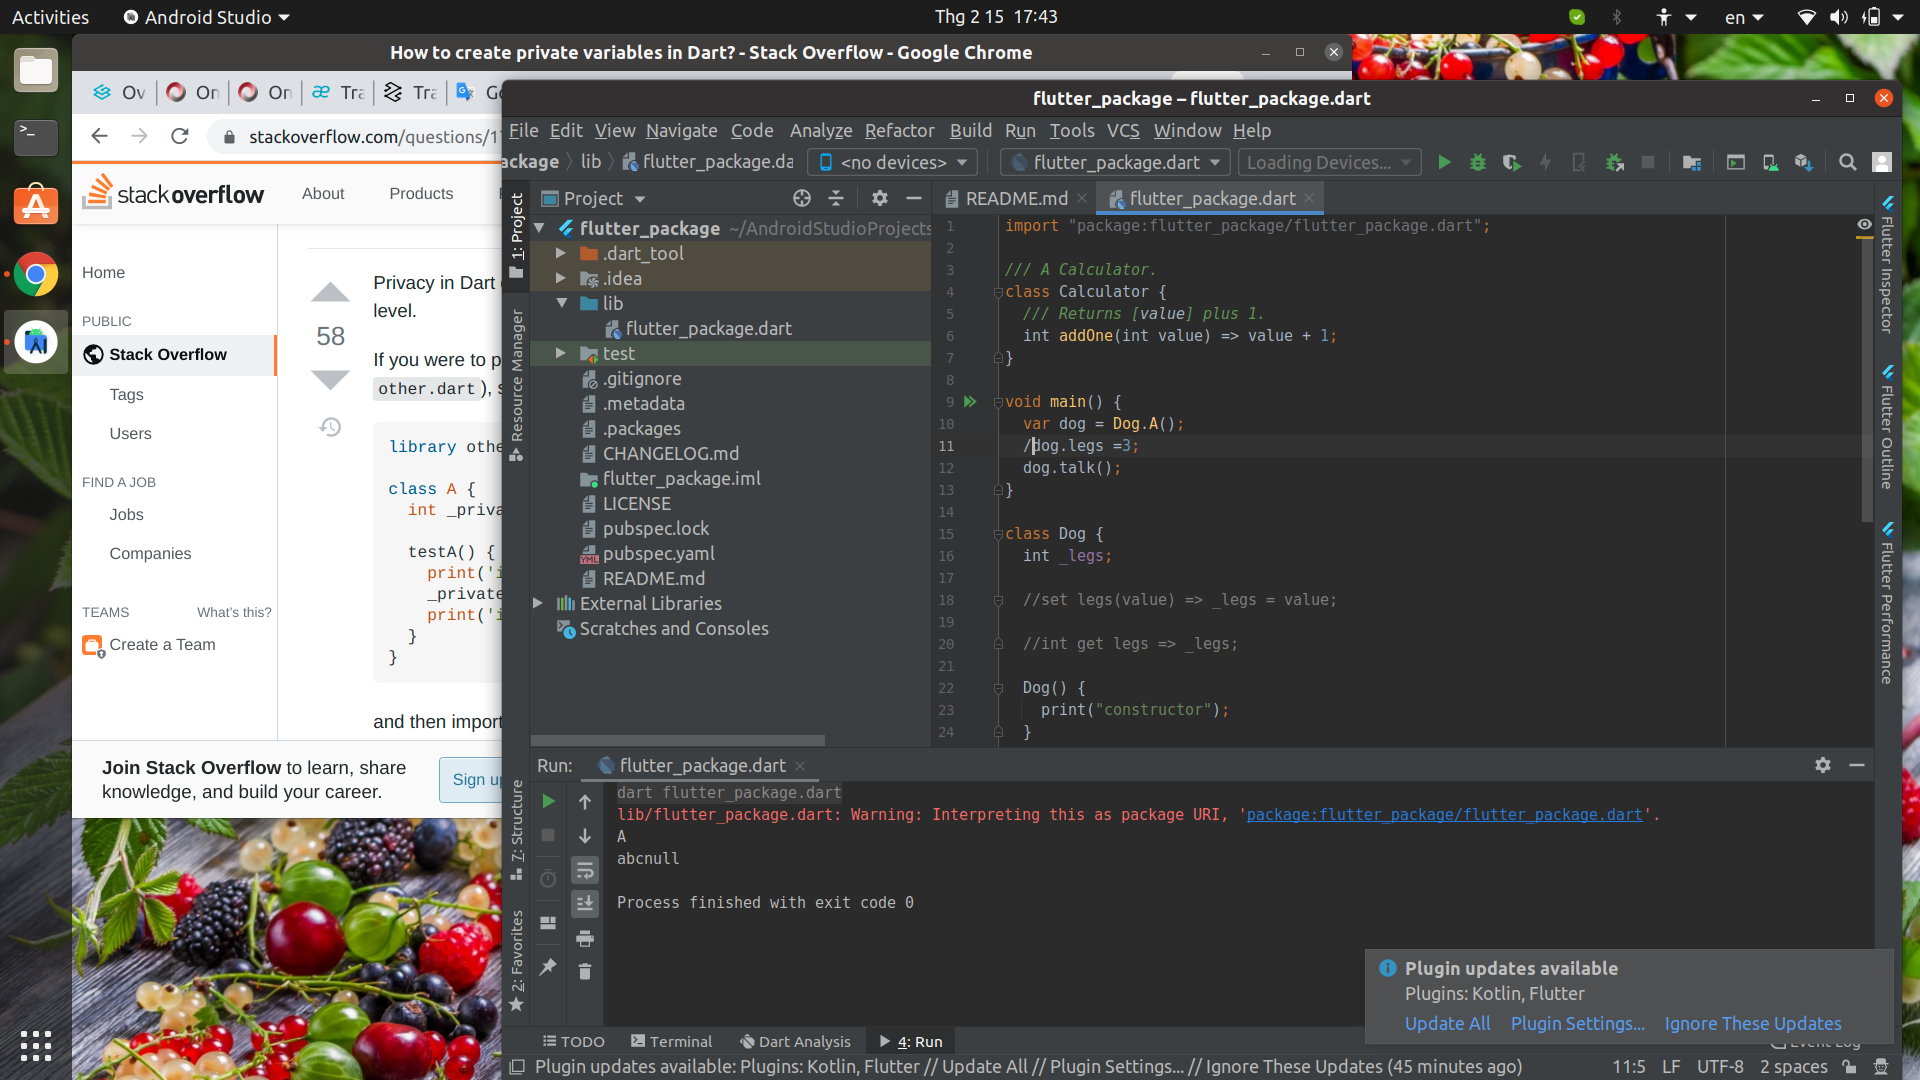 Activities
Android Studio
Thg 2 15 17:43
en
How to create private variables in Dart? - Stack Overflow - Google Chrome
Ov
On
On
Tra
Tra
stackoverflow.com/questions/1
stackoverflow
About
Products
Home
PUBLIC
Stack Overflow
Tags
Users
FIND A JOB
Jobs
Companies
TEAMS
What's this?
Create a Team
Privacy in Dart
level.
58
If you were to p
other.dart), s
library othe
class A {
int _priva
testA() {
print('i
_private
print('i
}
}
and then import
Join Stack Overflow to learn, share
knowledge, and build your career.
Sign up
flutter_package – flutter_package.dart
File Edit View Navigate Code Analyze Refactor Build Run Tools VCS Window Help
ackage
lib
flutter_package.da
<no devices>
flutter_package.dart
Loading Devices...
1: Project
Resource Manager
7: Structure
2: Favorites
Project
flutter_package ~/AndroidStudioProjects
.dart_tool
.idea
lib
flutter_package.dart
test
.gitignore
.metadata
.packages
CHANGELOG.md
flutter_package.iml
LICENSE
pubspec.lock
pubspec.yaml
README.md
External Libraries
Scratches and Consoles
README.md
flutter_package.dart
1 import "package:flutter_package/flutter_package.dart";
2
3 /// A Calculator.
4 class Calculator {
5 /// Returns [value] plus 1.
6 int addOne(int value) => value + 1;
7 }
8
9 void main() {
10 var dog = Dog.A();
11 /dog.legs =3;
12 dog.talk();
13 }
14
15 class Dog {
16 int _legs;
17
18 //set legs(value) => _legs = value;
19
20 //int get legs => _legs;
21
22 Dog() {
23 print("constructor");
24 }
Flutter Inspector
Flutter Outline
Flutter Performance
Run:
flutter_package.dart
dart flutter_package.dart
lib/flutter_package.dart: Warning: Interpreting this as package URI, 'package:flutter_package/flutter_package.dart'.
A
abcnull
Process finished with exit code 0
Plugin updates available
Plugins: Kotlin, Flutter
Update All
Plugin Settings...
Ignore These Updates
TODO
Terminal
Dart Analysis
4: Run
Event Log
Plugin updates available: Plugins: Kotlin, Flutter // Update All // Plugin Settings... // Ignore These Updates (45 minutes ago)
11:5 LF UTF-8 2 spaces